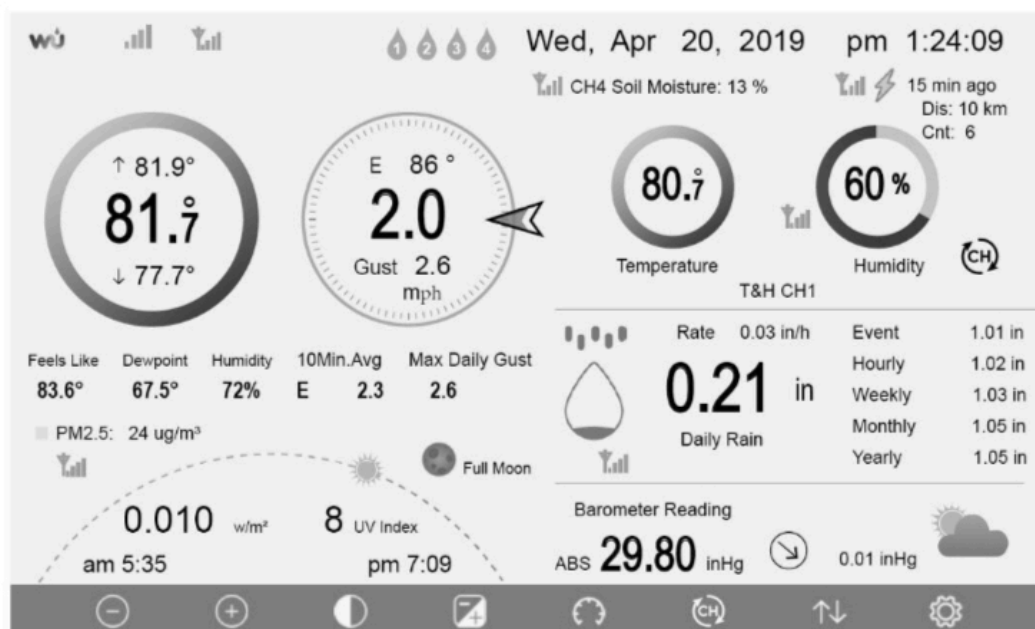 wu
1 2 3 4
Wed, Apr 20, 2019 pm 1:24:09
CH4 Soil Moisture: 13 %
15 min ago
Dis: 10 km
Cnt: 6
↑ 81.9°
81.7°
↓ 77.7°
E 86 °
2.0
Gust 2.6
mph
80.7°
Temperature
60 %
Humidity
CH
T&H CH1
Feels Like Dewpoint Humidity 10Min.Avg Max Daily Gust
83.6° 67.5° 72% E 2.3 2.6
PM2.5: 24 ug/m³
Full Moon
0.010 w/m² 8 UV Index
am 5:35 pm 7:09
Rate 0.03 in/h
0.21 in
Daily Rain
Event 1.01 in
Hourly 1.02 in
Weekly 1.03 in
Monthly 1.05 in
Yearly 1.05 in
Barometer Reading
ABS 29.80 inHg 0.01 inHg
CH